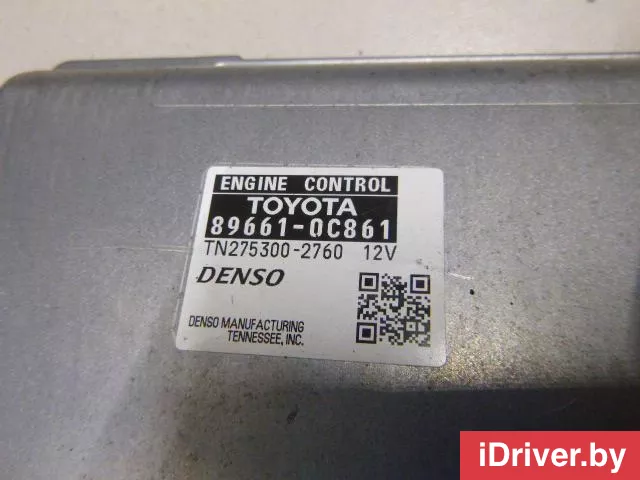 ENGINE CONTROL
TOYOTA
89661-0C861
TN275300-2760 12V
DENSO
DENSO MANUFACTURING
TENNESSEE, INC.
iDriver.by